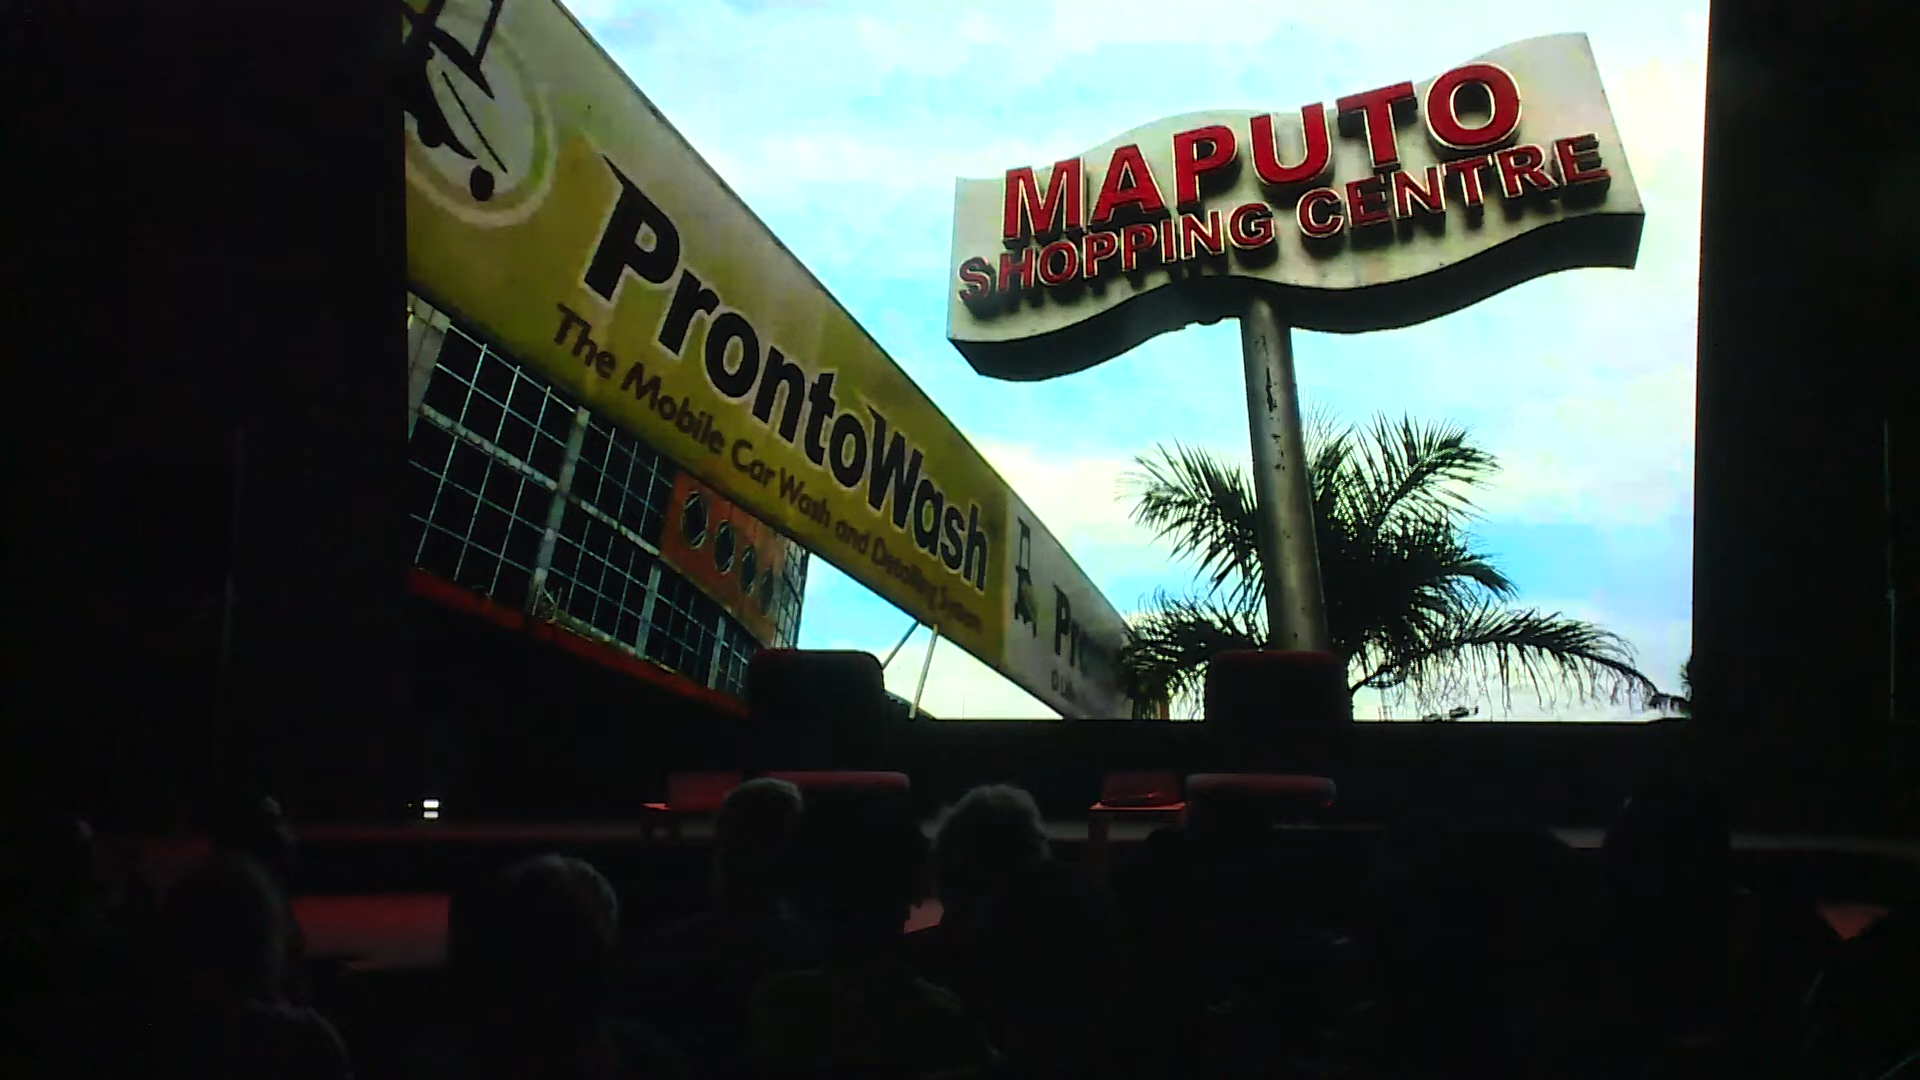 ProntoWash
The Mobile Car Wash and Detailing System
MAPUTO
SHOPPING CENTRE